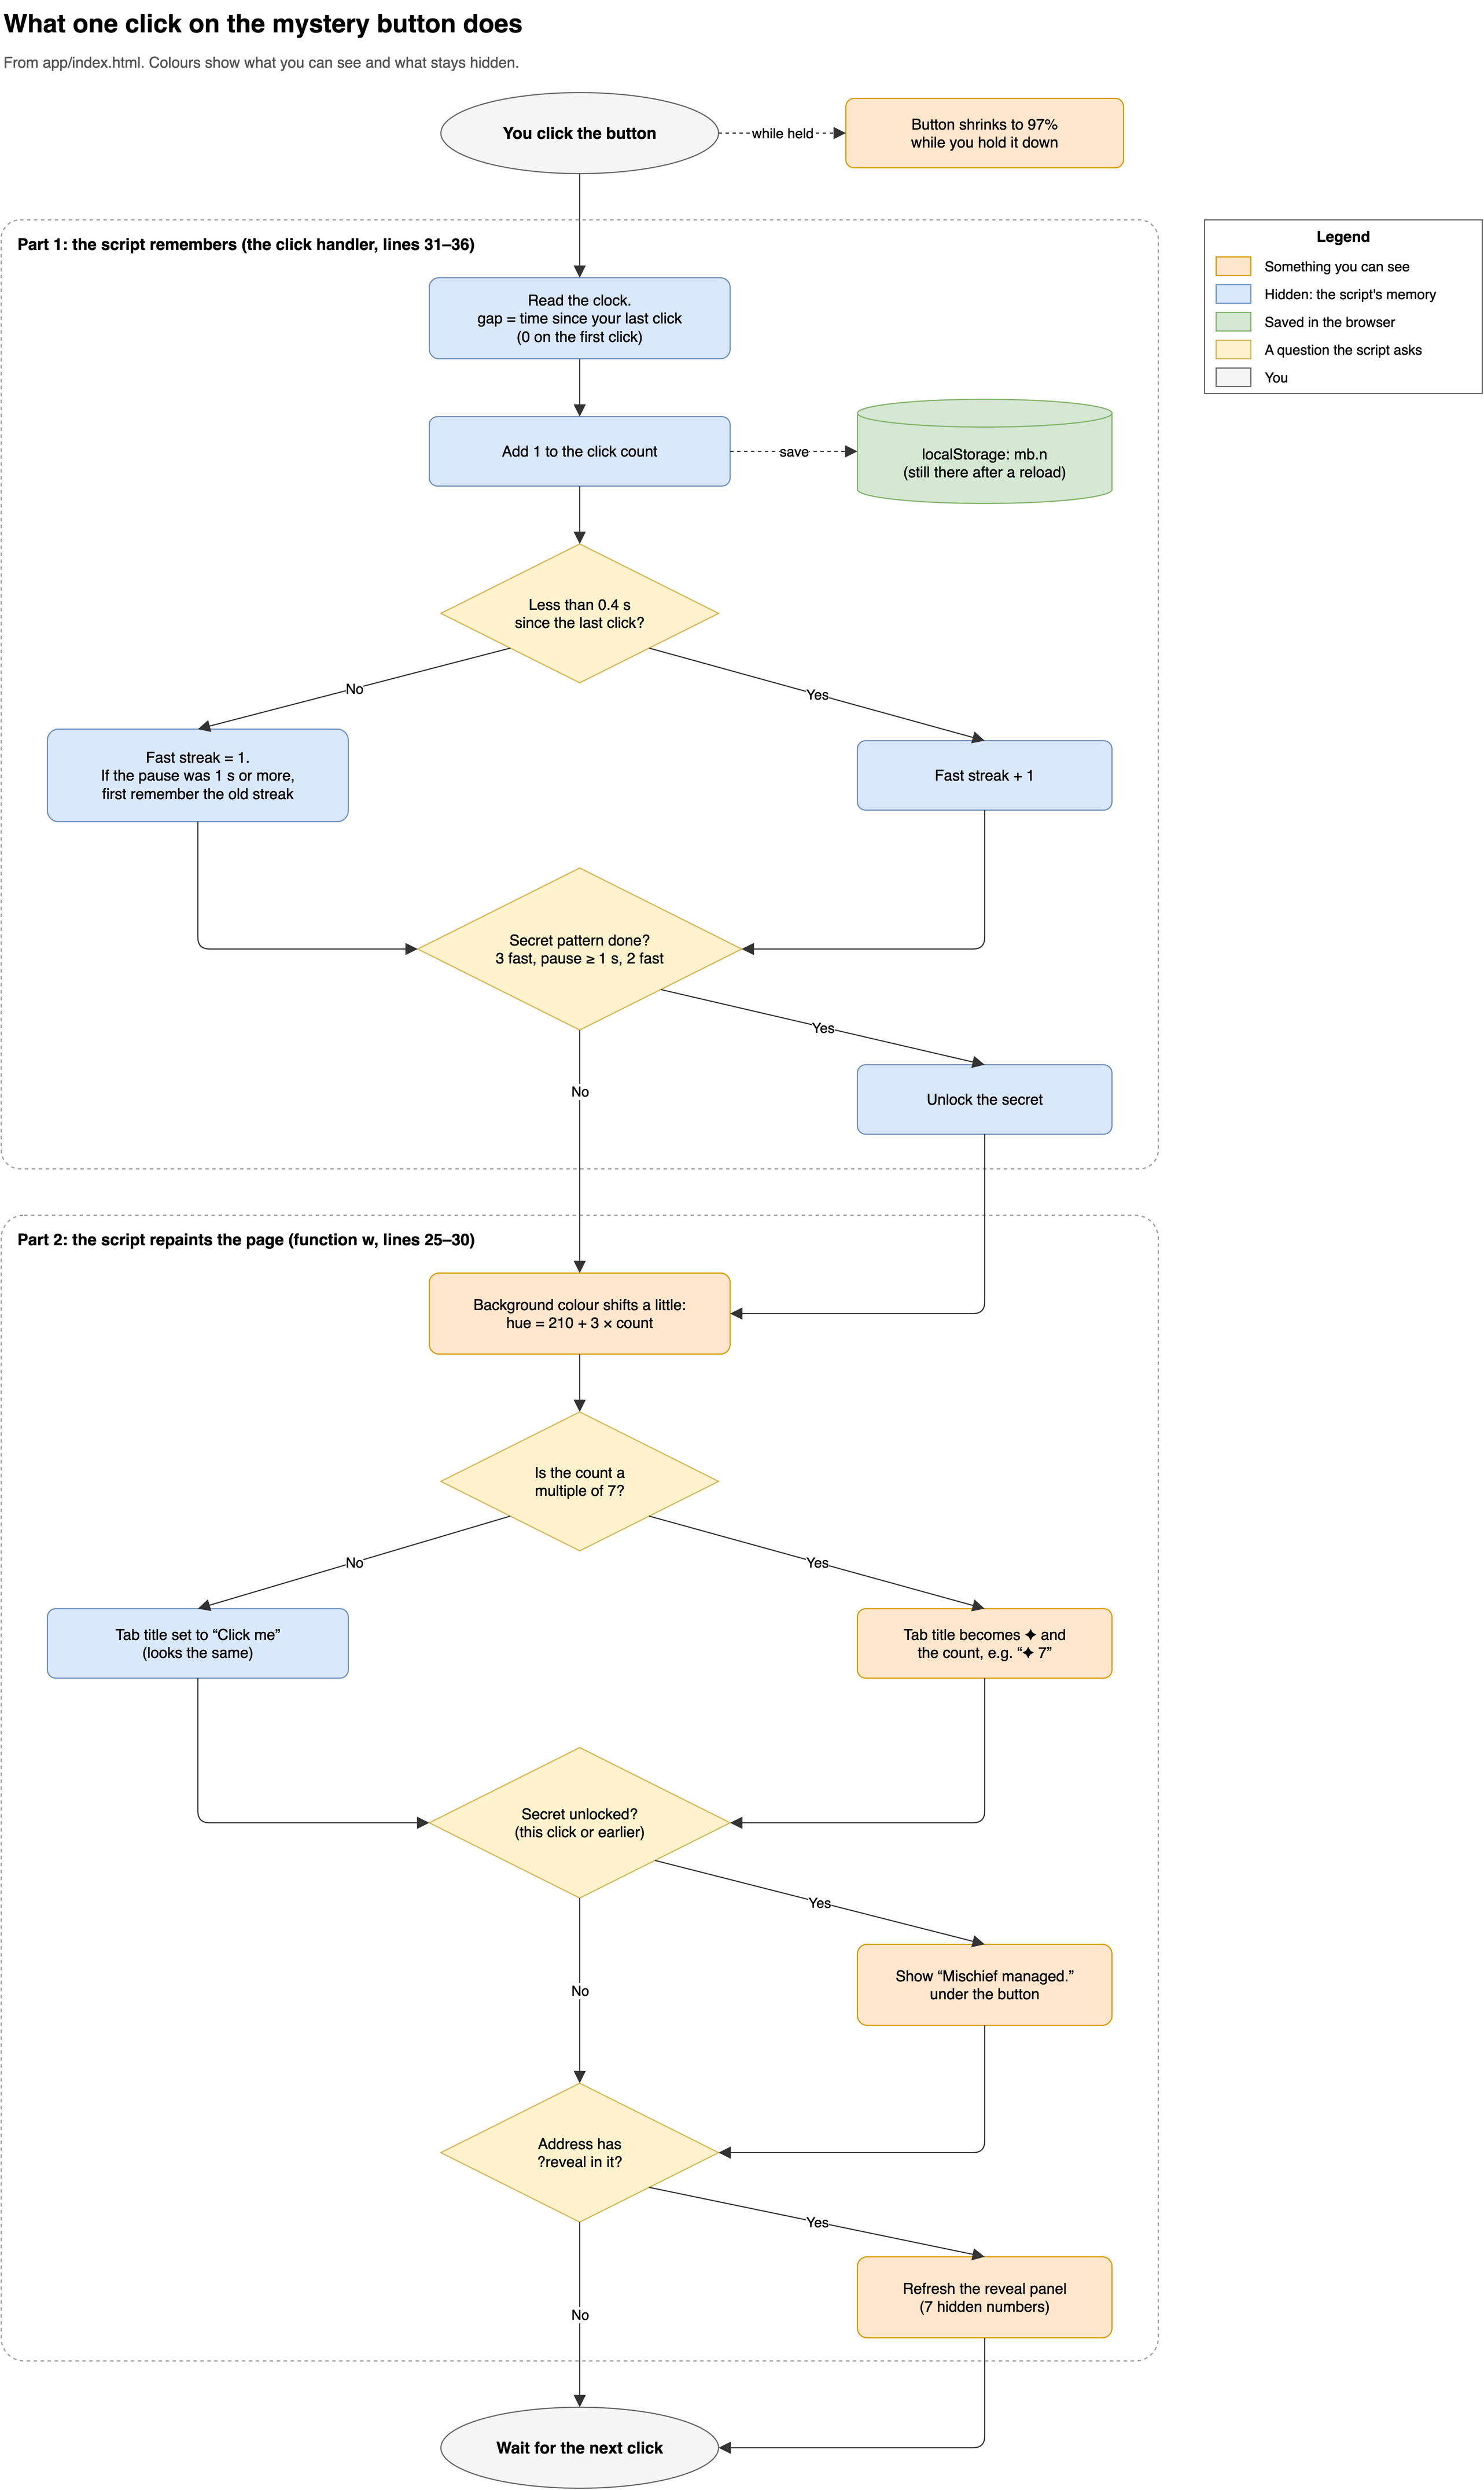 What one click on the mystery button does
From app/index.html. Colours show what you can see and what stays hidden.
You click the button
while held
Button shrinks to 97%
while you hold it down
Part 1: the script remembers (the click handler, lines 31–36)
Legend
Something you can see
Hidden: the script's memory
Saved in the browser
A question the script asks
You
Read the clock.
gap = time since your last click
(0 on the first click)
Add 1 to the click count
save
localStorage: mb.n
(still there after a reload)
Less than 0.4 s
since the last click?
No
Yes
Fast streak = 1.
If the pause was 1 s or more,
first remember the old streak
Fast streak + 1
Secret pattern done?
3 fast, pause ≥ 1 s, 2 fast
Yes
No
Unlock the secret
Part 2: the script repaints the page (function w, lines 25–30)
Background colour shifts a little:
hue = 210 + 3 × count
Is the count a
multiple of 7?
No
Yes
Tab title set to “Click me”
(looks the same)
Tab title becomes ✦ and
the count, e.g. “✦ 7”
Secret unlocked?
(this click or earlier)
Yes
No
Show “Mischief managed.”
under the button
Address has
?reveal in it?
Yes
No
Refresh the reveal panel
(7 hidden numbers)
Wait for the next click